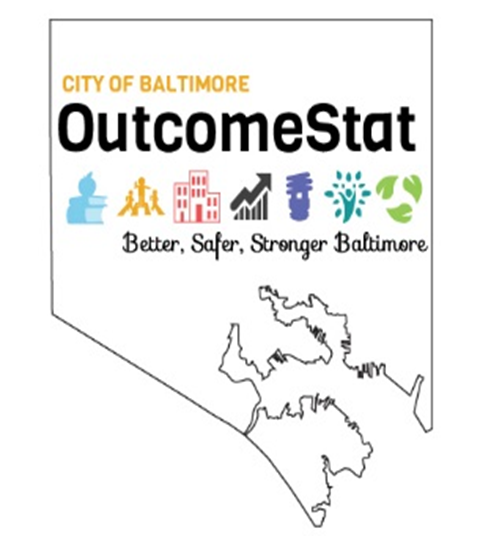 CITY OF BALTIMORE
OutcomeStat
Better, Safer, Stronger Baltimore